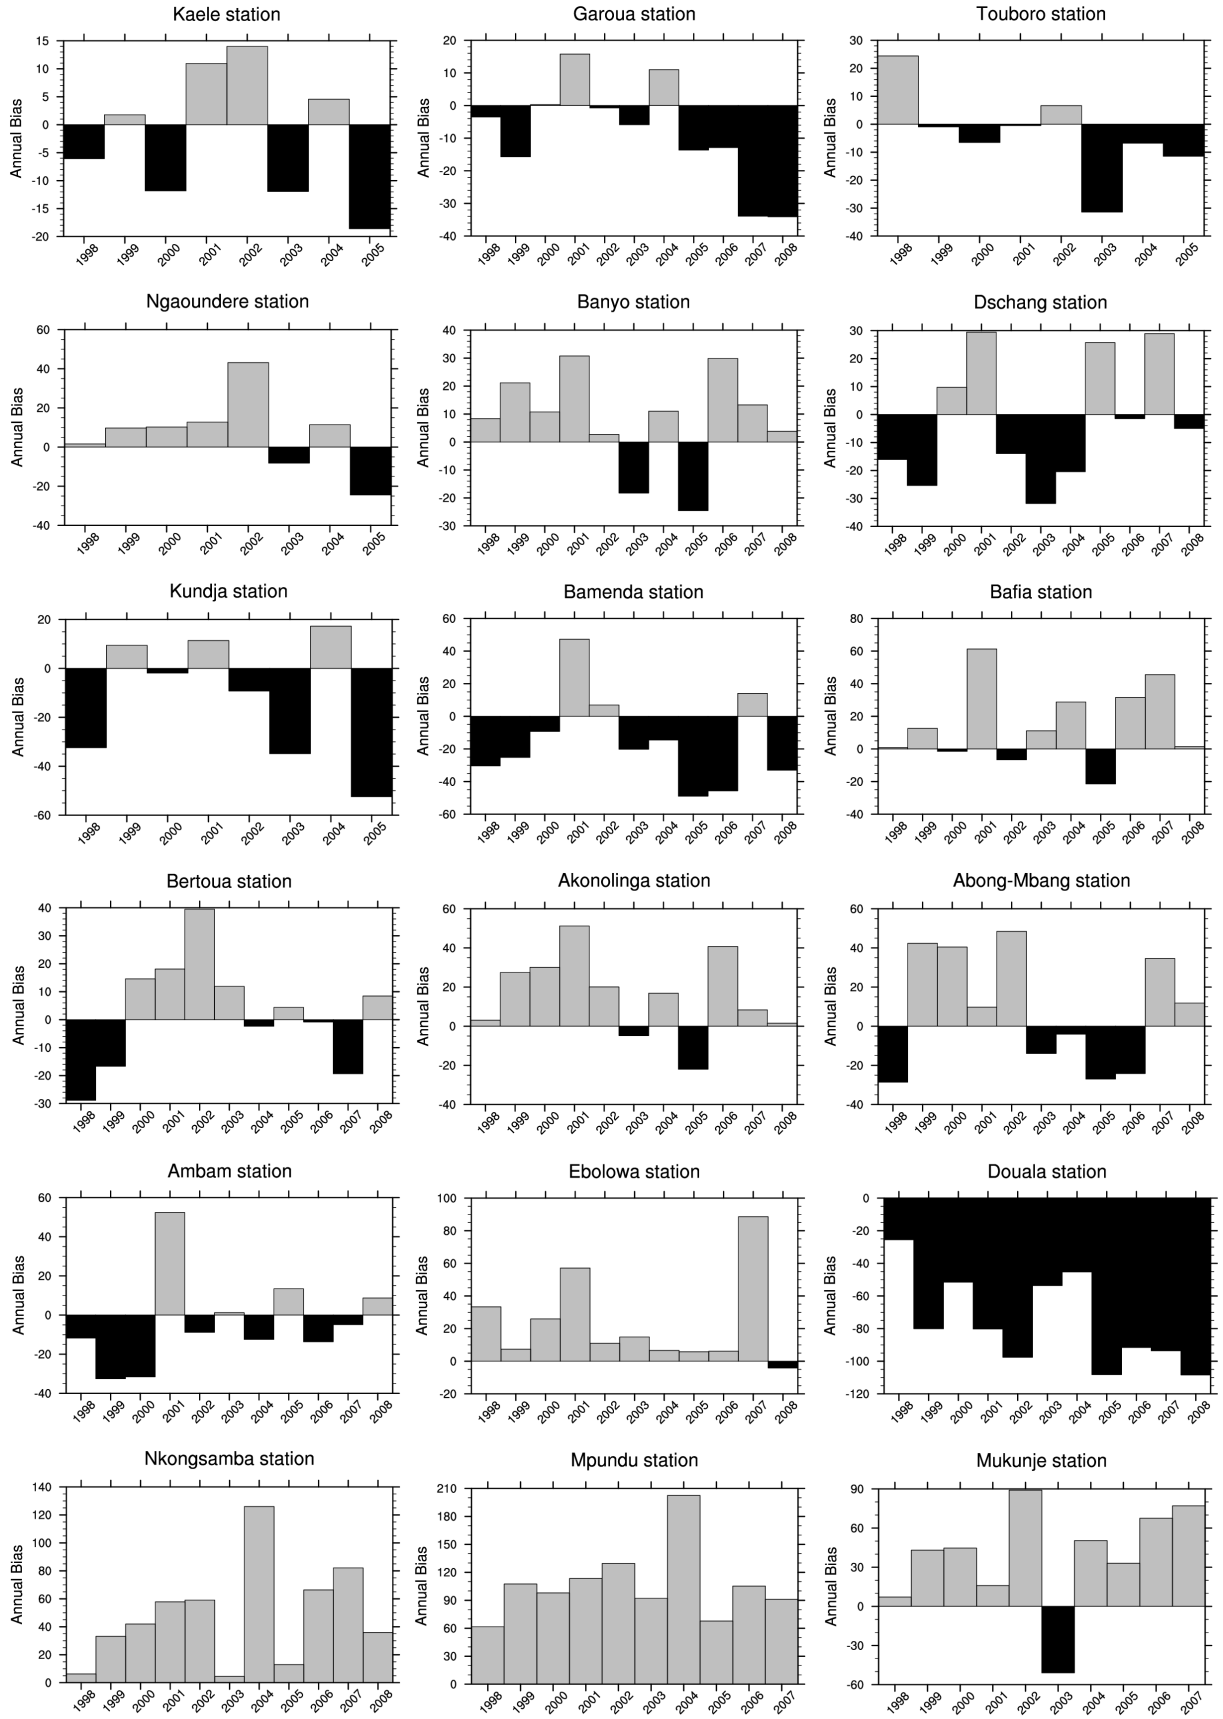 Kaele station
Garoua station
Touboro station
Annual Bias
15
10
5
0
-5
-10
-15
-20
1998 1999 2000 2001 2002 2003 2004 2005
Annual Bias
20
10
0
-10
-20
-30
-40
1998 1999 2000 2001 2002 2003 2004 2005 2006 2007 2008
Annual Bias
30
20
10
0
-10
-20
-30
-40
1998 1999 2000 2001 2002 2003 2004 2005
Ngaoundere station
Banyo station
Dschang station
Annual Bias
60
40
20
0
-20
-40
1998 1999 2000 2001 2002 2003 2004 2005
Annual Bias
40
30
20
10
0
-10
-20
-30
1998 1999 2000 2001 2002 2003 2004 2005 2006 2007 2008
Annual Bias
30
20
10
0
-10
-20
-30
-40
1998 1999 2000 2001 2002 2003 2004 2005 2006 2007 2008
Kundja station
Bamenda station
Bafia station
Annual Bias
20
0
-20
-40
-60
1998 1999 2000 2001 2002 2003 2004 2005
Annual Bias
60
40
20
0
-20
-40
-60
1998 1999 2000 2001 2002 2003 2004 2005 2006 2007 2008
Annual Bias
80
60
40
20
0
-20
-40
1998 1999 2000 2001 2002 2003 2004 2005 2006 2007 2008
Bertoua station
Akonolinga station
Abong-Mbang station
Annual Bias
40
30
20
10
0
-10
-20
-30
1998 1999 2000 2001 2002 2003 2004 2005 2006 2007 2008
Annual Bias
60
40
20
0
-20
-40
1998 1999 2000 2001 2002 2003 2004 2005 2006 2007 2008
Annual Bias
60
40
20
0
-20
-40
1998 1999 2000 2001 2002 2003 2004 2005 2006 2007 2008
Ambam station
Ebolowa station
Douala station
Annual Bias
60
40
20
0
-20
-40
1998 1999 2000 2001 2002 2003 2004 2005 2006 2007 2008
Annual Bias
100
80
60
40
20
0
-20
1998 1999 2000 2001 2002 2003 2004 2005 2006 2007 2008
Annual Bias
0
-20
-40
-60
-80
-100
-120
1998 1999 2000 2001 2002 2003 2004 2005 2006 2007 2008
Nkongsamba station
Mpundu station
Mukunje station
Annual Bias
140
120
100
80
60
40
20
0
1998 1999 2000 2001 2002 2003 2004 2005 2006 2007 2008
Annual Bias
210
180
150
120
90
60
30
0
1998 1999 2000 2001 2002 2003 2004 2005 2006 2007
Annual Bias
90
60
30
0
-30
-60
1998 1999 2000 2001 2002 2003 2004 2005 2006 2007